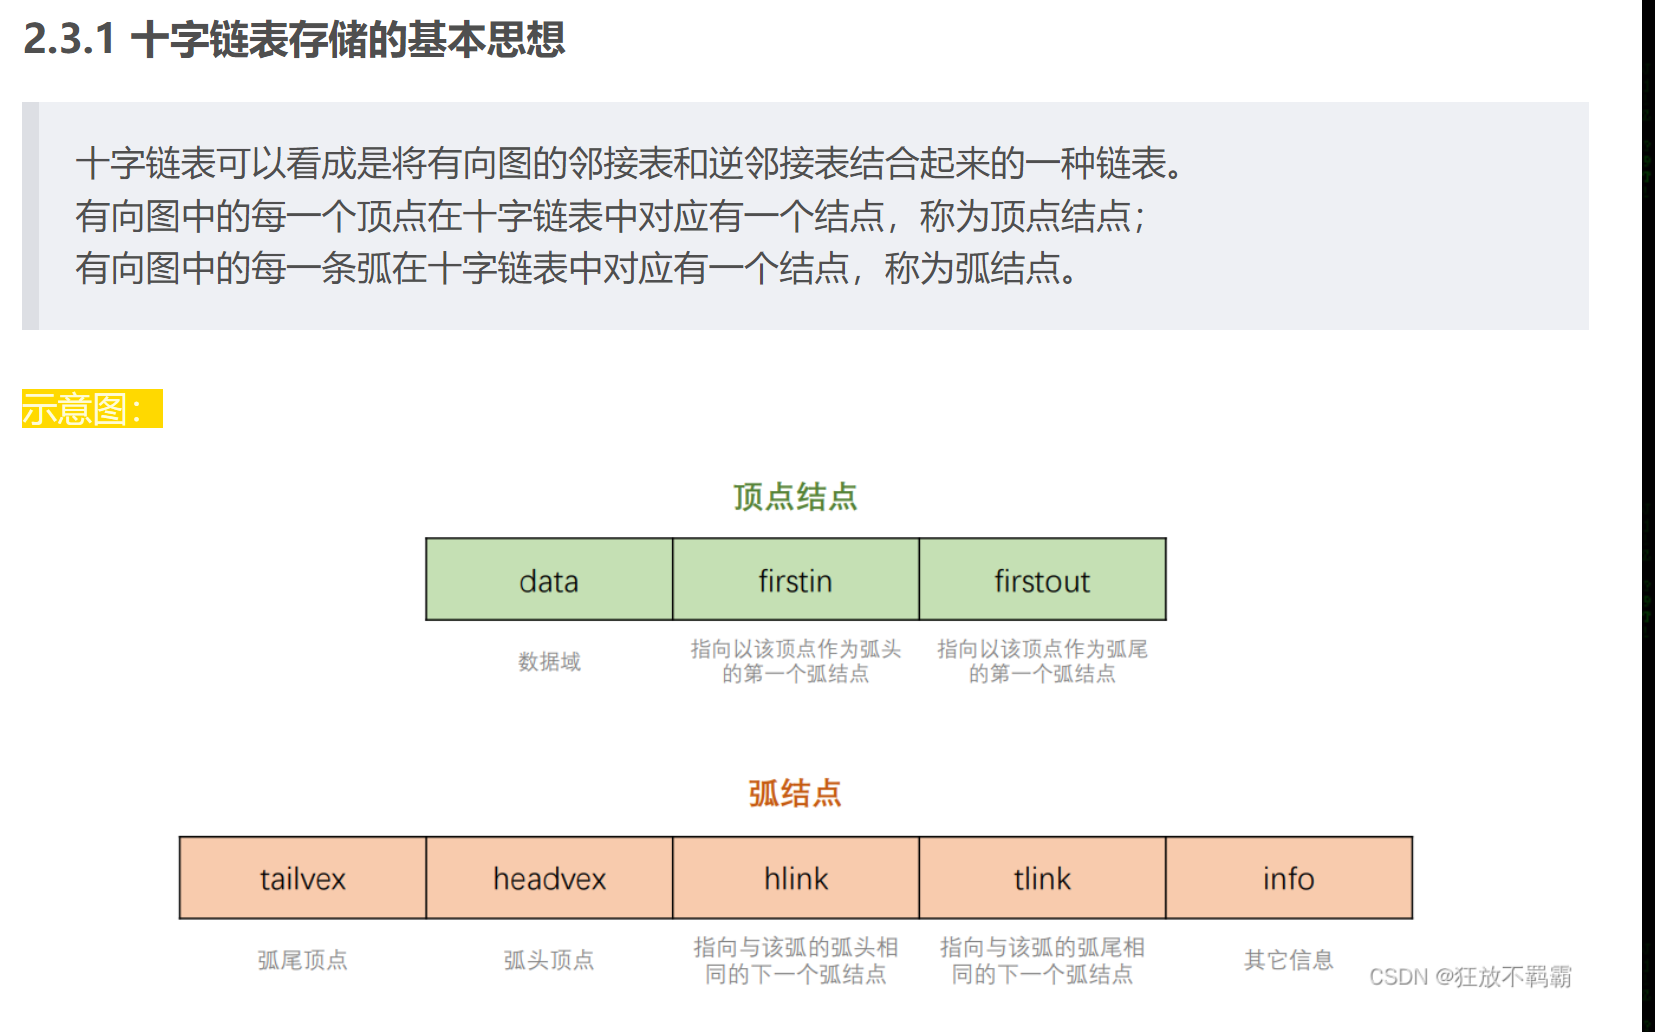 2.3.1 十字链表存储的基本思想
十字链表可以看成是将有向图的邻接表和逆邻接表结合起来的一种链表。
有向图中的每一个顶点在十字链表中对应有一个结点，称为顶点结点；
有向图中的每一条弧在十字链表中对应有一个结点，称为弧结点。
示意图：
顶点结点
data firstin firstout
数据域 指向以该顶点作为弧头 指向以该顶点作为弧尾
的第一个弧结点 的第一个弧结点
弧结点
tailvex headvex hlink tlink info
弧尾顶点 弧头顶点 指向与该弧的弧头相 指向与该弧的弧尾相 其它信息
同的下一个弧结点 同的下一个弧结点
CSDN @狂放不羁霸